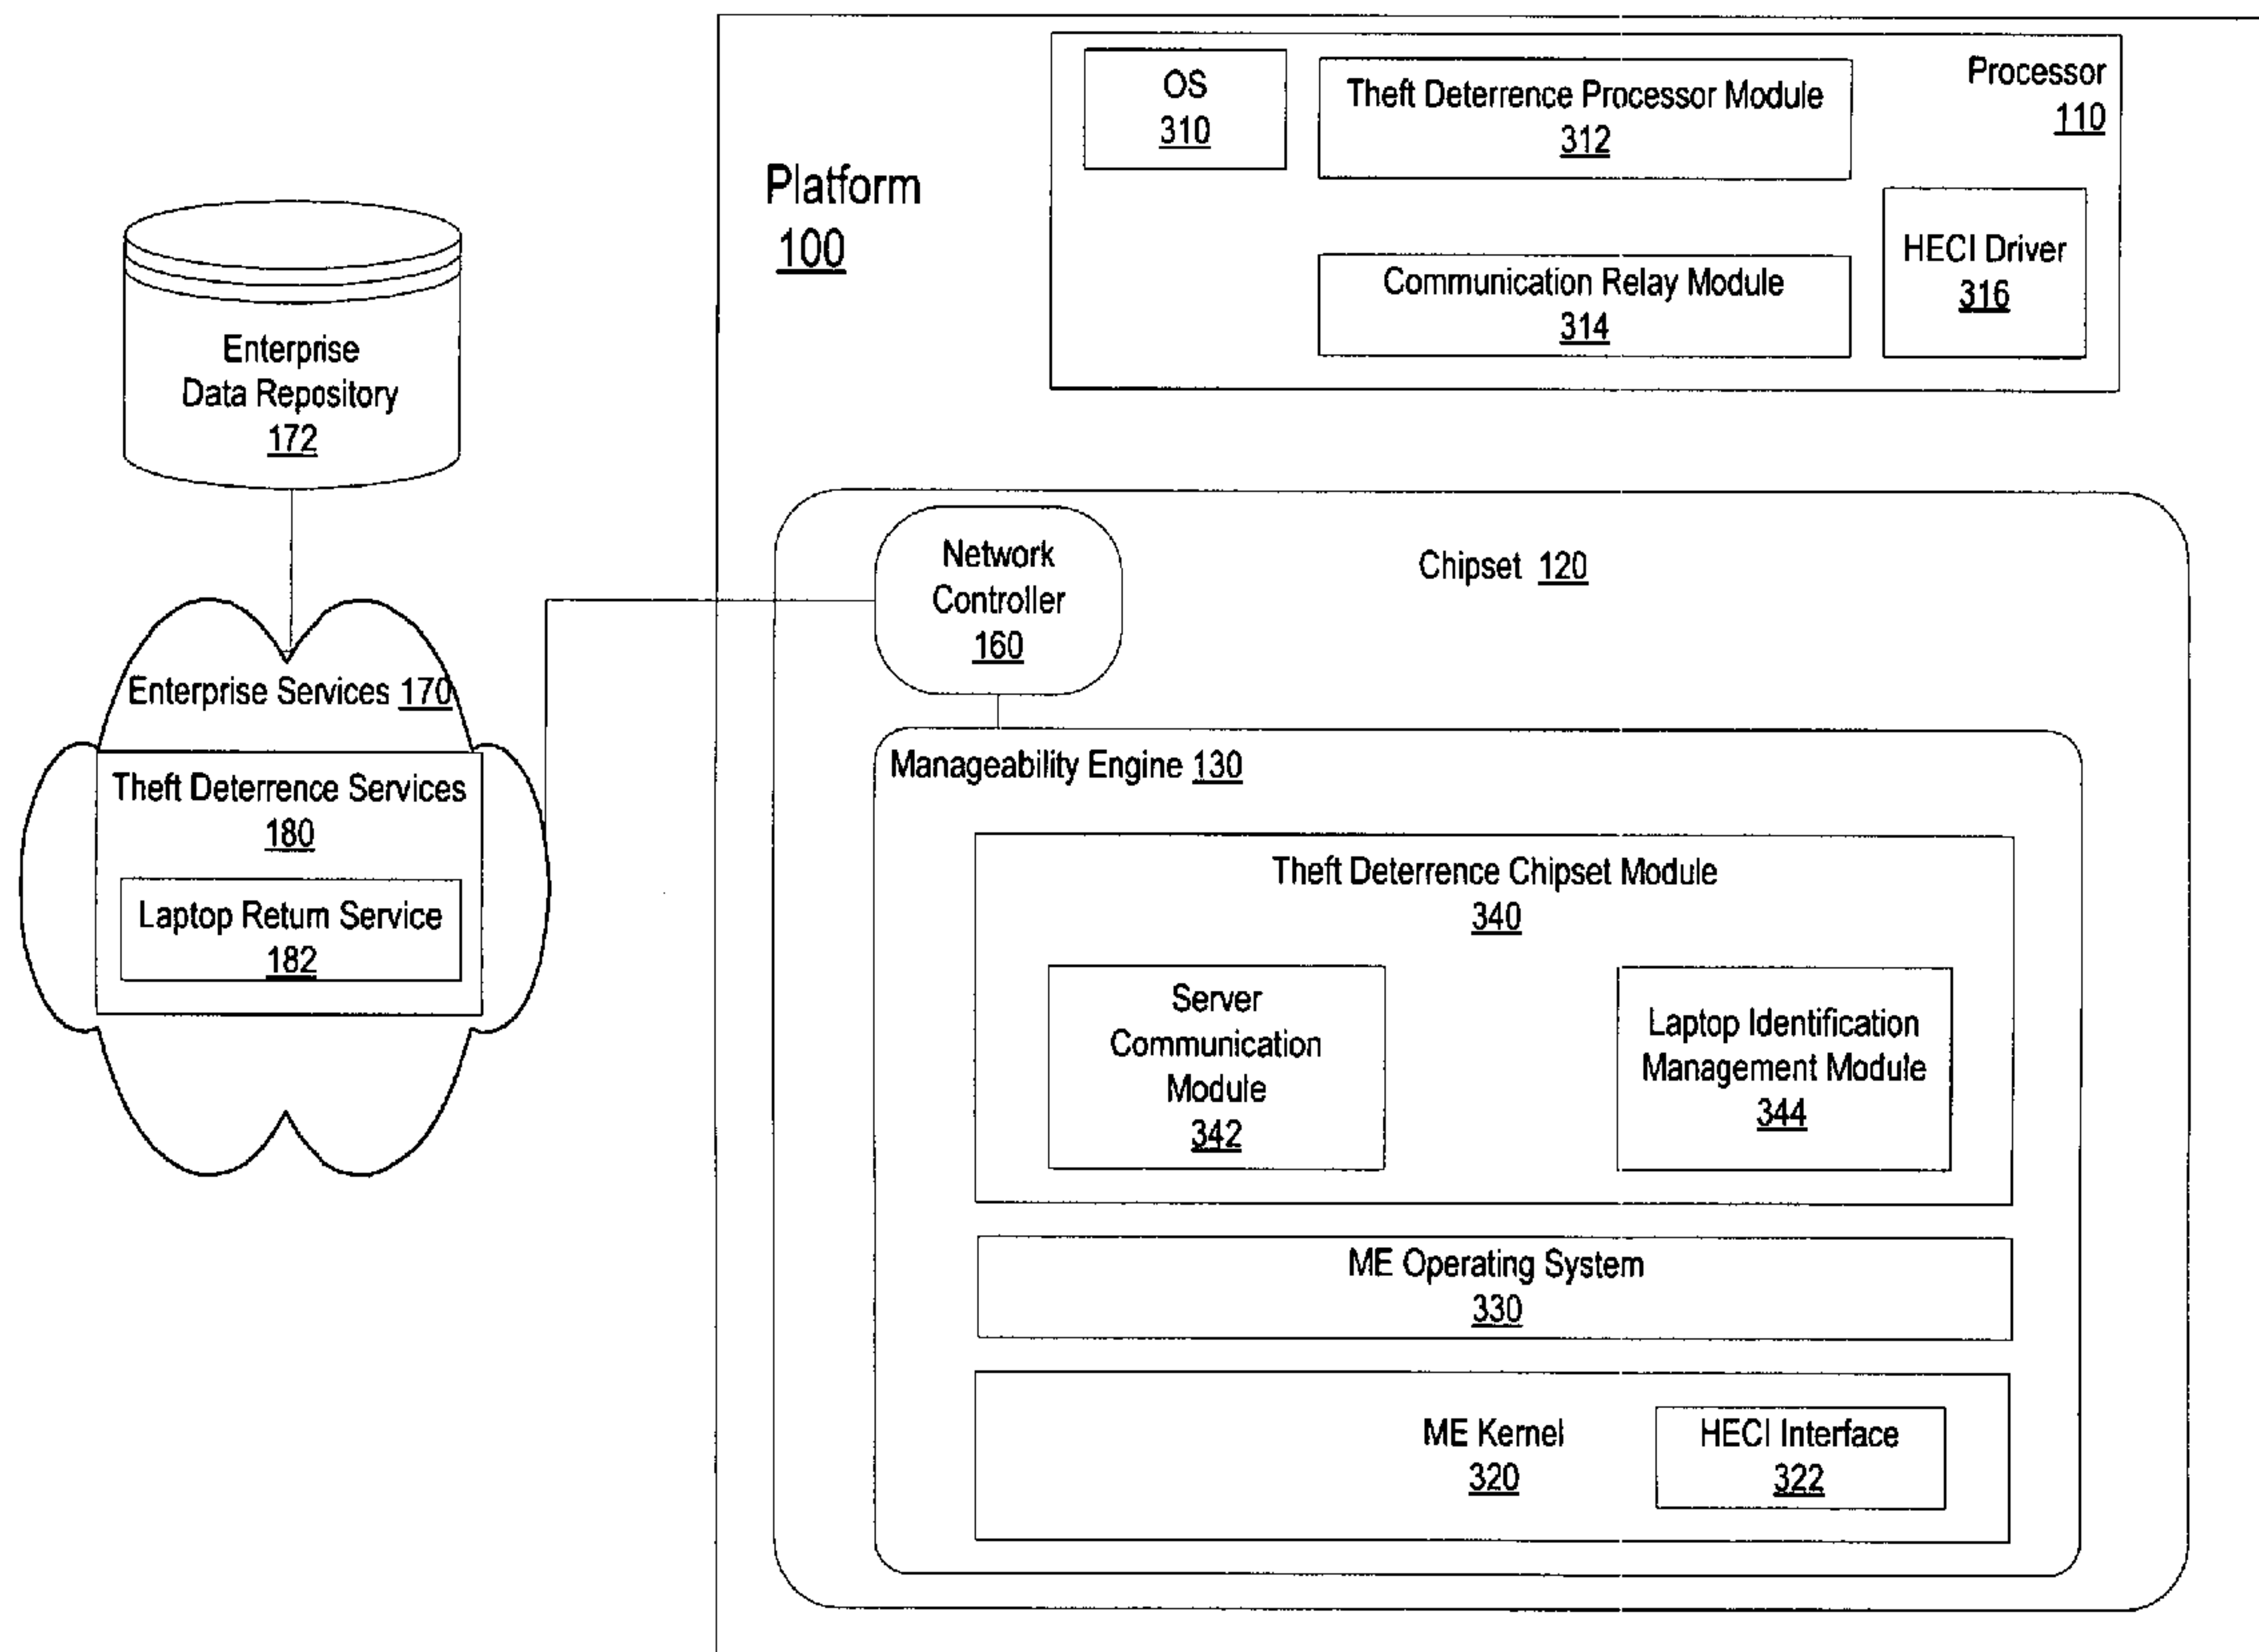 OS
310
Theft Deterrence Processor Module
312
Processor
110
Platform
100
Communication Relay Module
314
HECI Driver
316
Enterprise
Data Repository
172
Network
Controller
160
Chipset 120
Enterprise Services 170
Theft Deterrence Services
180
Laptop Return Service
182
Manageability Engine 130
Theft Deterrence Chipset Module
340
Server
Communication
Module
342
Laptop Identification
Management Module
344
ME Operating System
330
ME Kernel
320
HECI Interface
322